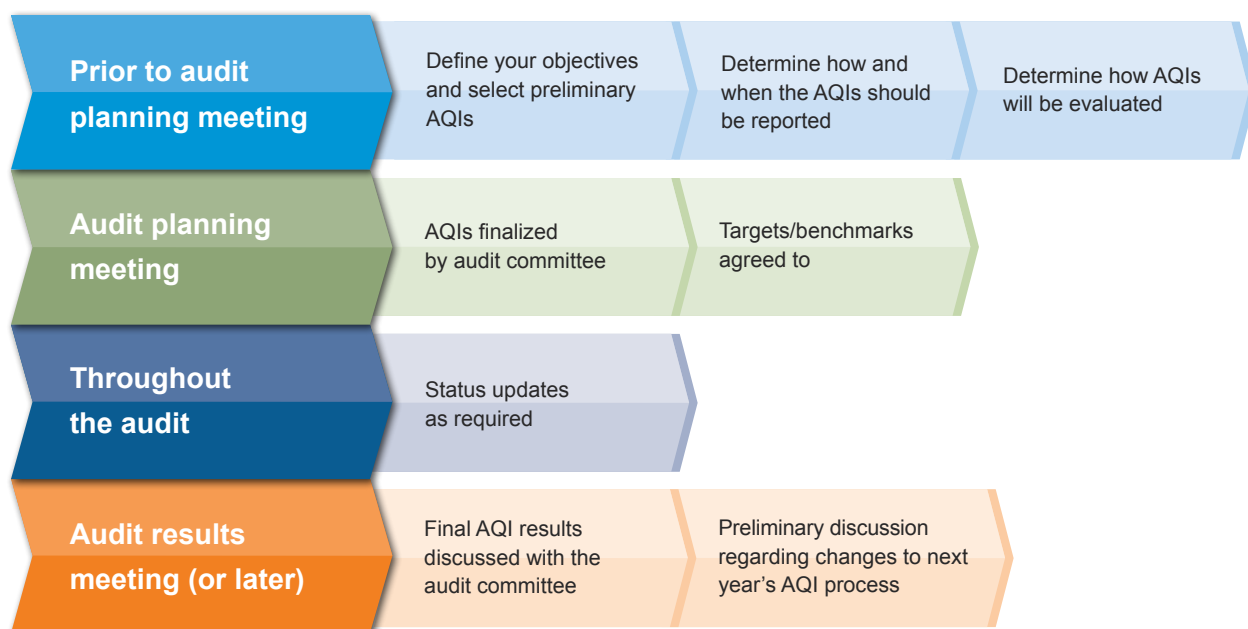 Prior to audit
planning meeting
Define your objectives
and select preliminary
AQIs
Determine how and
when the AQIs should
be reported
Determine how AQIs
will be evaluated
Audit planning
meeting
AQIs finalized
by audit committee
Targets/benchmarks
agreed to
Throughout
the audit
Status updates
as required
Audit results
meeting (or later)
Final AQI results
discussed with the
audit committee
Preliminary discussion
regarding changes to next
year’s AQI process